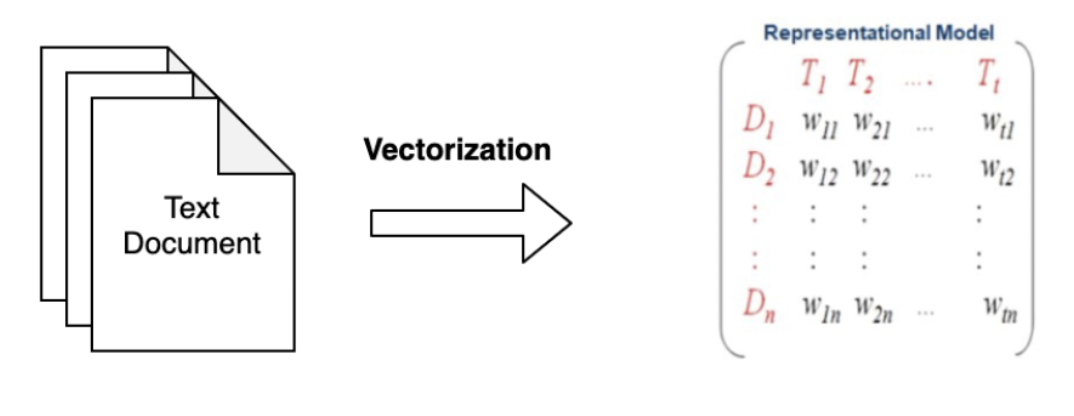 Representational Model
T1 T2 .... Tt
D1 w11 w21 ... wt1
Vectorization
D2 w12 w22 ... wt2
Text
Document
: : : :
: : : :
Dn w1n w2n ... wtn